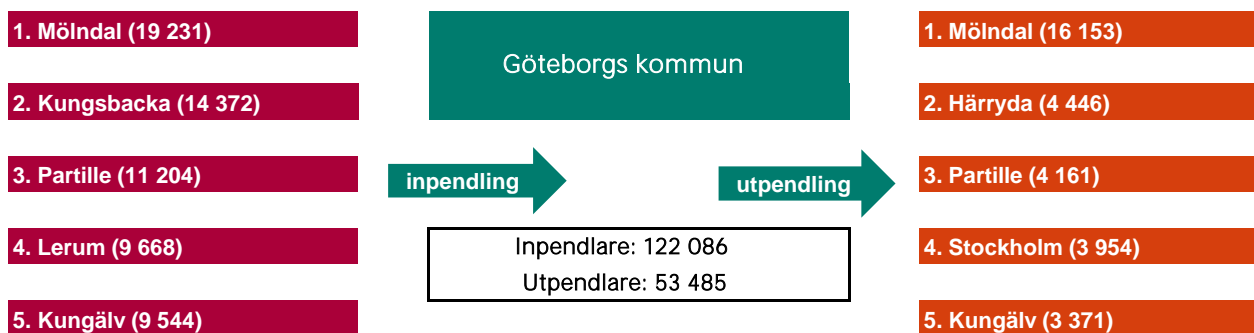 1. Mölndal (19 231)
2. Kungsbacka (14 372)
3. Partille (11 204)
4. Lerum (9 668)
5. Kungälv (9 544)
Göteborgs kommun
inpendling
utpendling
Inpendlare: 122 086
Utpendlare: 53 485
1. Mölndal (16 153)
2. Härryda (4 446)
3. Partille (4 161)
4. Stockholm (3 954)
5. Kungälv (3 371)